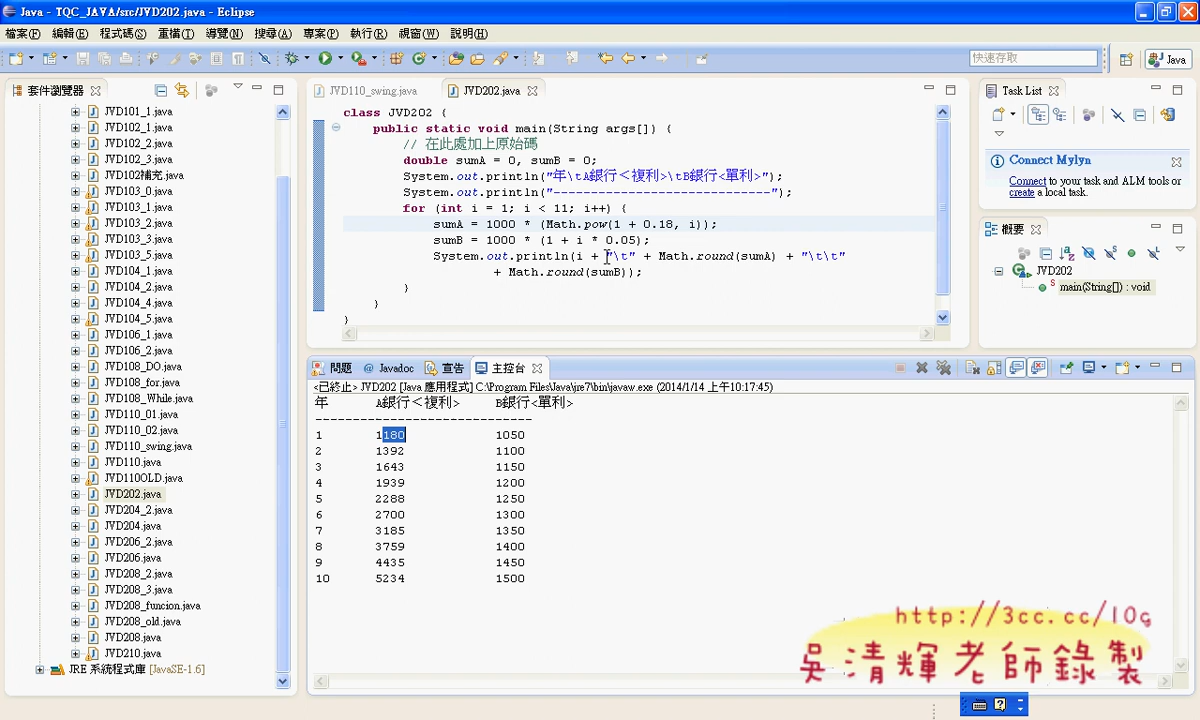 Java - TQC_JAVA/src/JVD202.java - Eclipse
檔案(F) 編輯(E) 程式碼(S) 重構(T) 導覽(N) 搜尋(A) 專案(P) 執行(R) 視窗(W) 說明(H)
快速存取
Java
套件瀏覽器
JVD101_1.java
JVD102_1.java
JVD102_2.java
JVD102_3.java
JVD102補充.java
JVD103_0.java
JVD103_1.java
JVD103_2.java
JVD103_3.java
JVD104_0.java
JVD104_1.java
JVD104_2.java
JVD104_4.java
JVD104_5.java
JVD106_1.java
JVD106_2.java
JVD108_DO.java
JVD108_for.java
JVD108_While.java
JVD110_01.java
JVD110_02.java
JVD110_swing.java
JVD110.java
JVD110OLD.java
JVD202.java
JVD204_2.java
JVD204.java
JVD206_2.java
JVD206.java
JVD208_2.java
JVD208_3.java
JVD208_funcion.java
JVD208_old.java
JVD208.java
JVD210.java
JRE 系統程式庫 [JavaSE-1.6]
JVD110_swing.java JVD202.java
class JVD202 {
public static void main(String args[]) {
// 在此處加上原始碼
double sumA = 0, sumB = 0;
System.out.println("年\tA銀行＜複利>\tB銀行<單利>");
System.out.println("-----------------------------");
for (int i = 1; i < 11; i++) {
sumA = 1000 * (Math.pow(1 + 0.18, i));
sumB = 1000 * (1 + i * 0.05);
System.out.println(i + "\t" + Math.round(sumA) + "\t\t"
+ Math.round(sumB));
}
}
}
Task List
Connect Mylyn
Connect to your task and ALM tools or
create a local task.
概要
JVD202
main(String[]) : void
問題 @ Javadoc 宣告 主控台
<已終止> JVD202 [Java 應用程式] C:\Program Files\Java\jre7\bin\javaw.exe (2014/1/14 上午10:17:45)
年 A銀行＜複利> B銀行<單利>
-----------------------------
1 1180 1050
2 1392 1100
3 1643 1150
4 1939 1200
5 2288 1250
6 2700 1300
7 3185 1350
8 3759 1400
9 4435 1450
10 5234 1500
http://3cc.cc/10g
吳清輝老師錄製